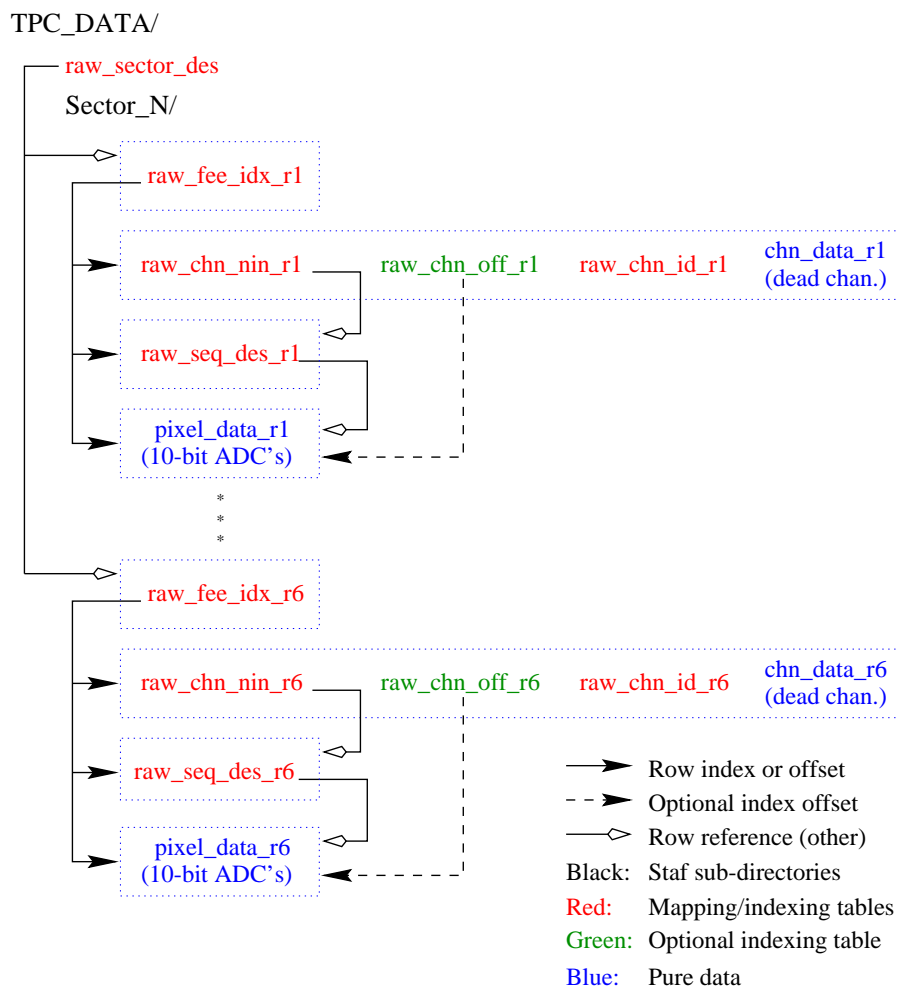 TPC_DATA/
raw_sector_des
Sector_N/
raw_fee_idx_r1
raw_chn_nin_r1 raw_chn_off_r1 raw_chn_id_r1 chn_data_r1
(dead chan.)
raw_seq_des_r1
pixel_data_r1
(10-bit ADC's)
*
*
*
raw_fee_idx_r6
raw_chn_nin_r6 raw_chn_off_r6 raw_chn_id_r6 chn_data_r6
(dead chan.)
raw_seq_des_r6
pixel_data_r6
(10-bit ADC's)
Row index or offset
Optional index offset
Row reference (other)
Black: Staf sub-directories
Red: Mapping/indexing tables
Green: Optional indexing table
Blue: Pure data